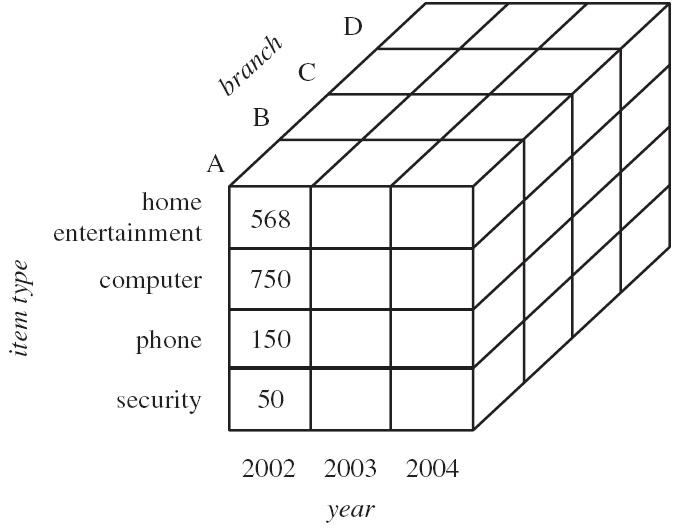 D
branch
C
B
A
home
entertainment
568
computer
750
item type
phone
150
security
50
2002 2003 2004
year